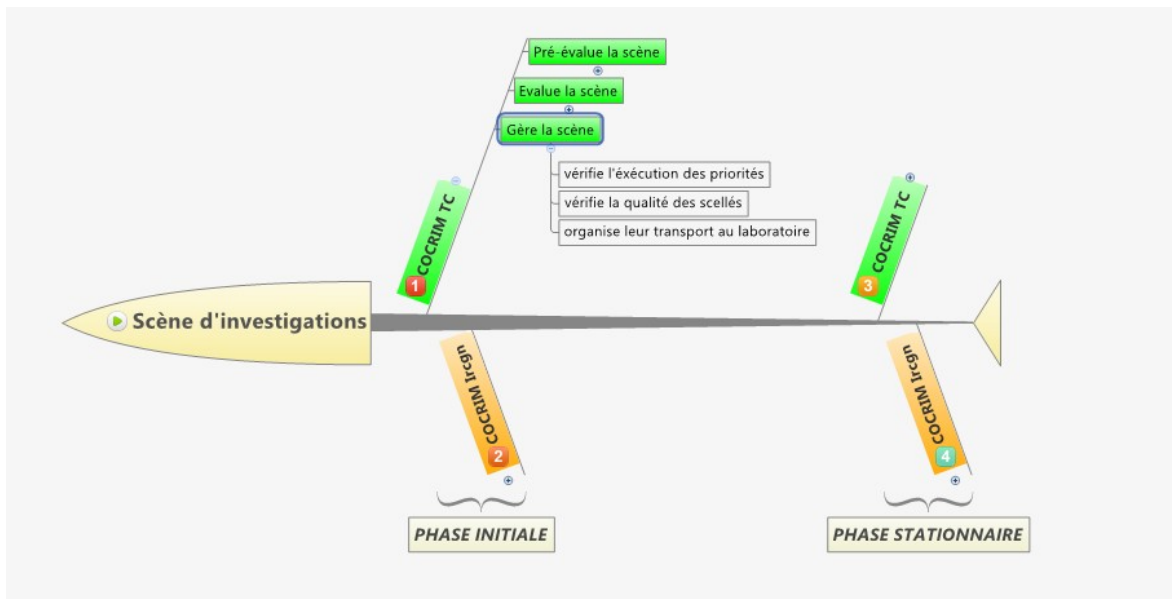 Pré-évalue la scène
Evalue la scène
Gère la scène
vérifie l'éxécution des priorités
vérifie la qualité des scellés
organise leur transport au laboratoire
COCRIM TC
1
COCRIM TC
3
Scène d'investigations
COCRIM Ircgn
2
COCRIM Ircgn
4
PHASE INITIALE
PHASE STATIONNAIRE